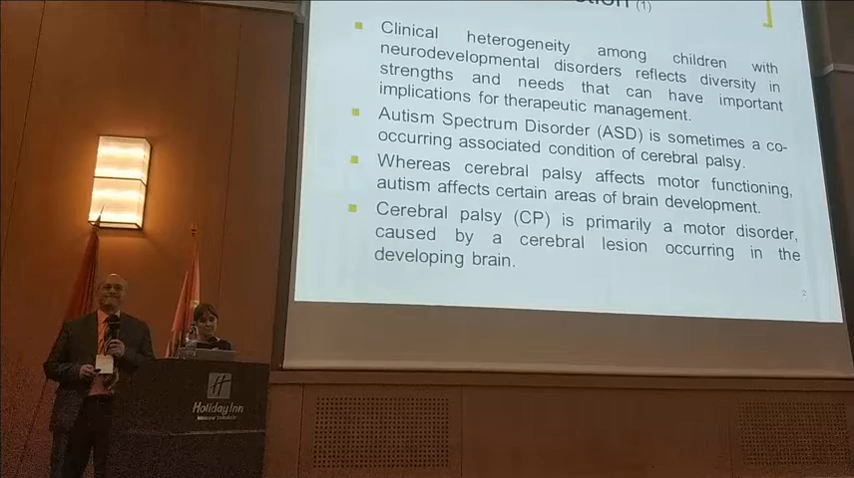 (1)
Clinical heterogeneity among children with
neurodevelopmental disorders reflects diversity in
strengths and needs that can have important
implications for therapeutic management.
Autism Spectrum Disorder (ASD) is sometimes a co-
occurring associated condition of cerebral palsy.
Whereas cerebral palsy affects motor functioning,
autism affects certain areas of brain development.
Cerebral palsy (CP) is primarily a motor disorder,
caused by a cerebral lesion occurring in the
developing brain.
2
H
Holiday Inn